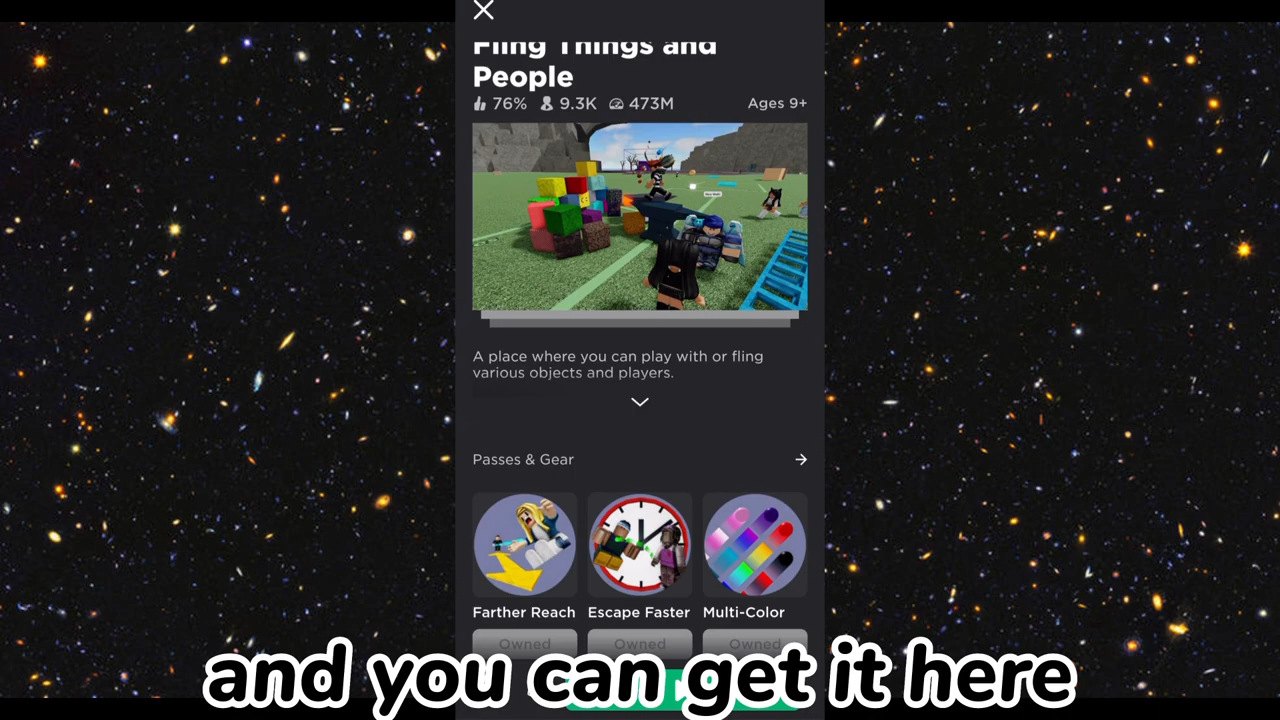 Fling Things and
People
76% 9.3K 473M Ages 9+
A place where you can play with or fling
various objects and players.
Passes & Gear
Farther Reach Escape Faster Multi-Color
Owned Owned Owned
and you can get it here